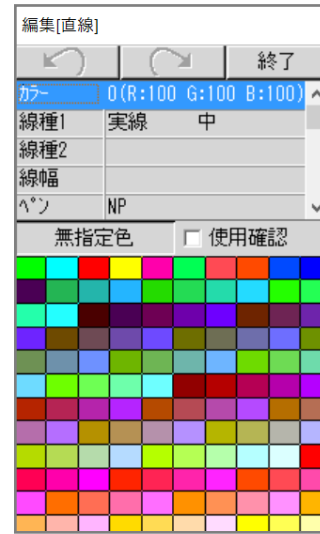 編集[直線]
終了
カラー 0(R:100 G:100 B:100)
線種1 実線 中
線種2
線幅
ペン NP
無指定色 使用確認